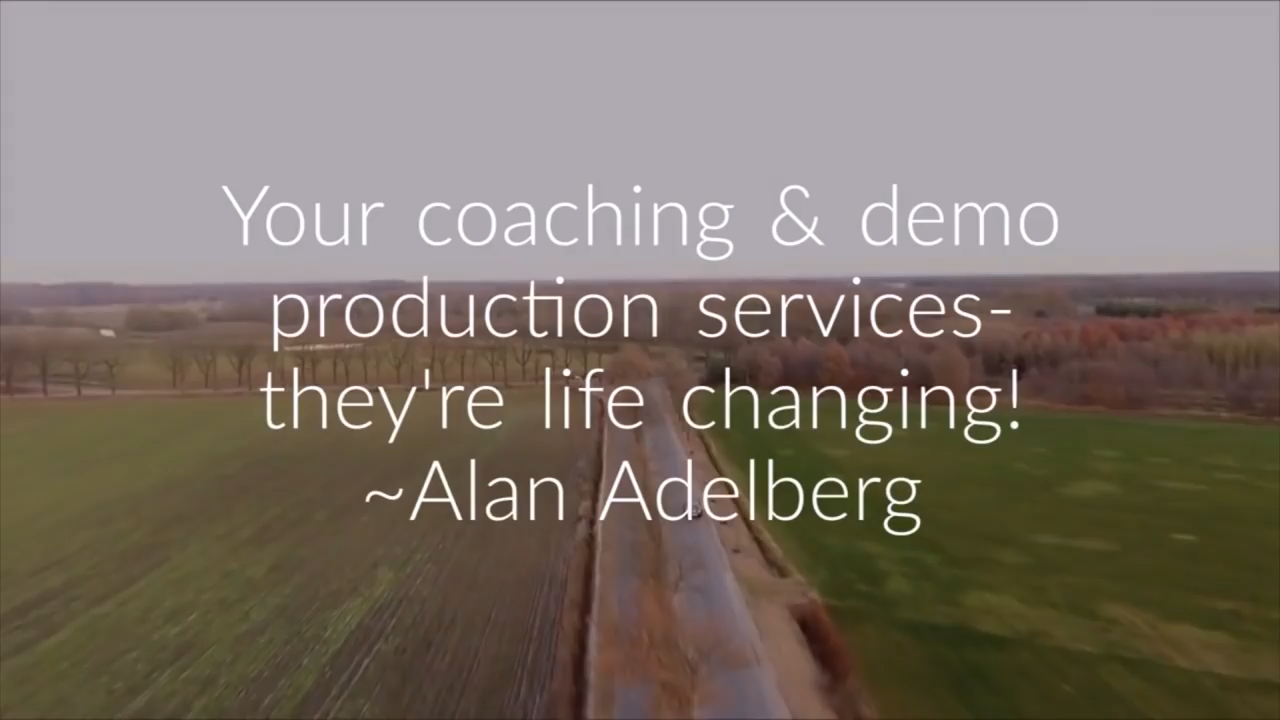 Your coaching & demo
production services-
they're life changing!
~Alan Adelberg